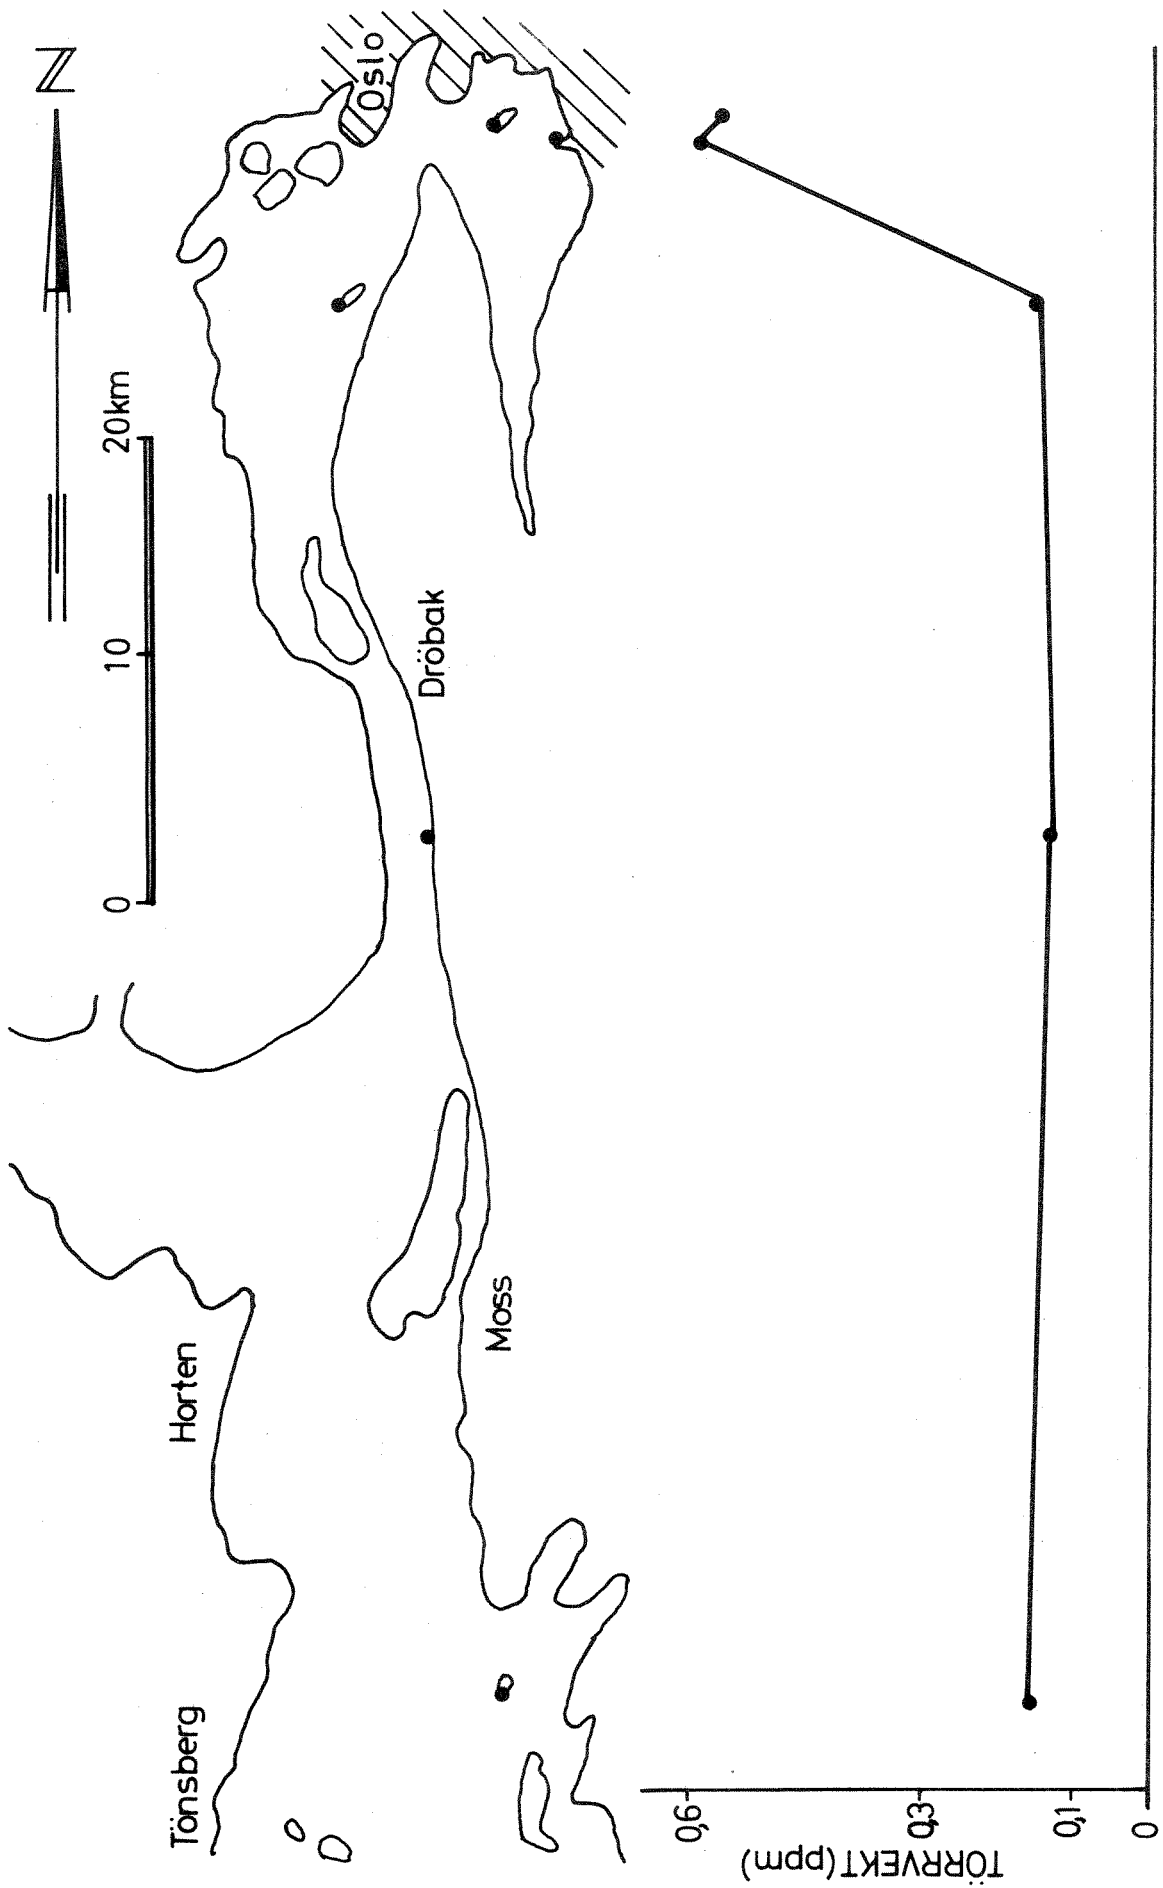 N
0 10 20km
Oslo
Dröbak
Moss
Horten
Tönsberg
TÖRRVEKT (ppm)
0,6
0,3
0,1
0